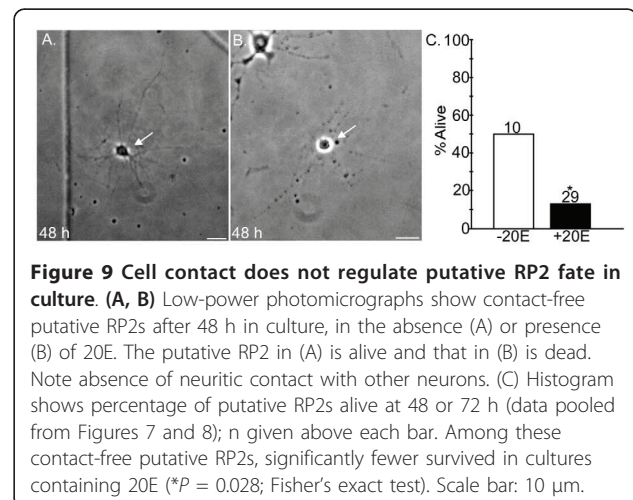 A.
B.
C.
100
80
60
40
20
0
% Alive
10
*
29
-20E
+20E
48 h
48 h
Figure 9 Cell contact does not regulate putative RP2 fate in
culture. (A, B) Low-power photomicrographs show contact-free
putative RP2s after 48 h in culture, in the absence (A) or presence
(B) of 20E. The putative RP2 in (A) is alive and that in (B) is dead.
Note absence of neuritic contact with other neurons. (C) Histogram
shows percentage of putative RP2s alive at 48 or 72 h (data pooled
from Figures 7 and 8); n given above each bar. Among these
contact-free putative RP2s, significantly fewer survived in cultures
containing 20E (*P = 0.028; Fisher's exact test). Scale bar: 10 μm.